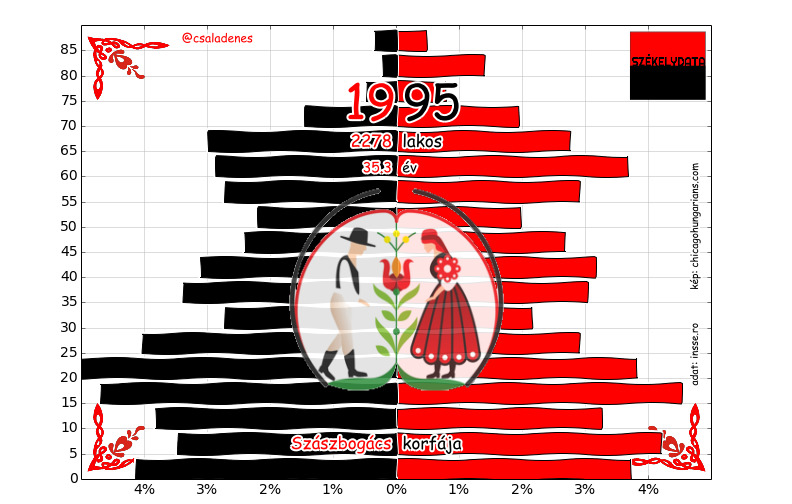 @csaladenes
SZÉKELYDATA
1995
2278 lakos
35.3 év
Szászbogács korfája
kép: chicagohungarians.com
adat: insse.ro
85
80
75
70
65
60
55
50
45
40
35
30
25
20
15
10
5
0
4% 3% 2% 1% 0% 1% 2% 3% 4%